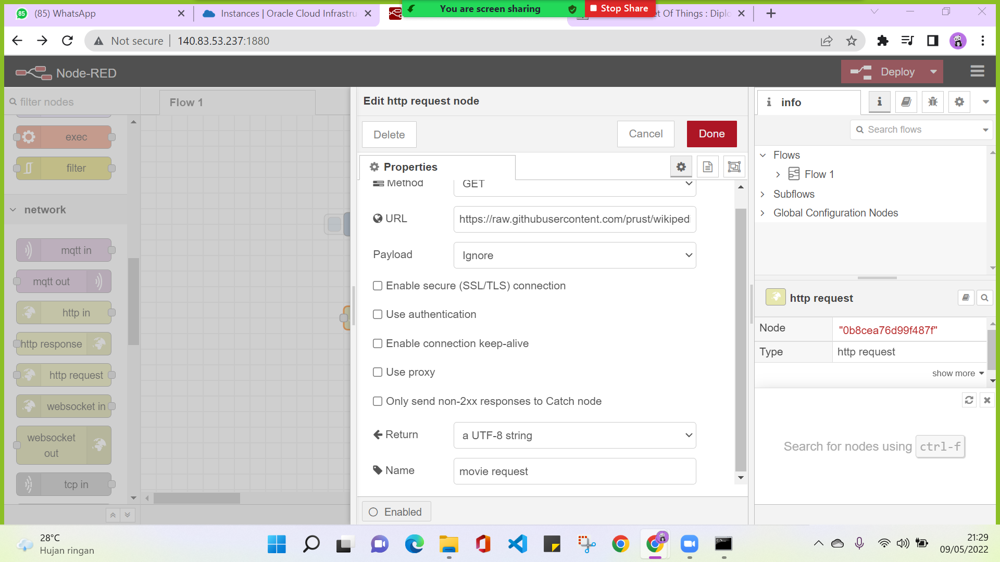 (85) WhatsApp
Instances | Oracle Cloud Infrastru
You are screen sharing
Stop Share
et Of Things : Diplo
Not secure
140.83.53.237:1880
Node-RED
Deploy
filter nodes
exec
filter
network
mqtt in
mqtt out
http in
http response
http request
websocket in
websocket
out
tcp in
Flow 1
Edit http request node
Delete
Cancel
Done
Properties
Method
GET
URL
https://raw.githubusercontent.com/prust/wikiped
Payload
Ignore
Enable secure (SSL/TLS) connection
Use authentication
Enable connection keep-alive
Use proxy
Only send non-2xx responses to Catch node
Return
a UTF-8 string
Name
movie request
Enabled
info
Search flows
Flows
Flow 1
Subflows
Global Configuration Nodes
http request
Node
"0b8cea76d99f487f"
Type
http request
show more
Search for nodes using ctrl-f
28°C
Hujan ringan
21:29
09/05/2022